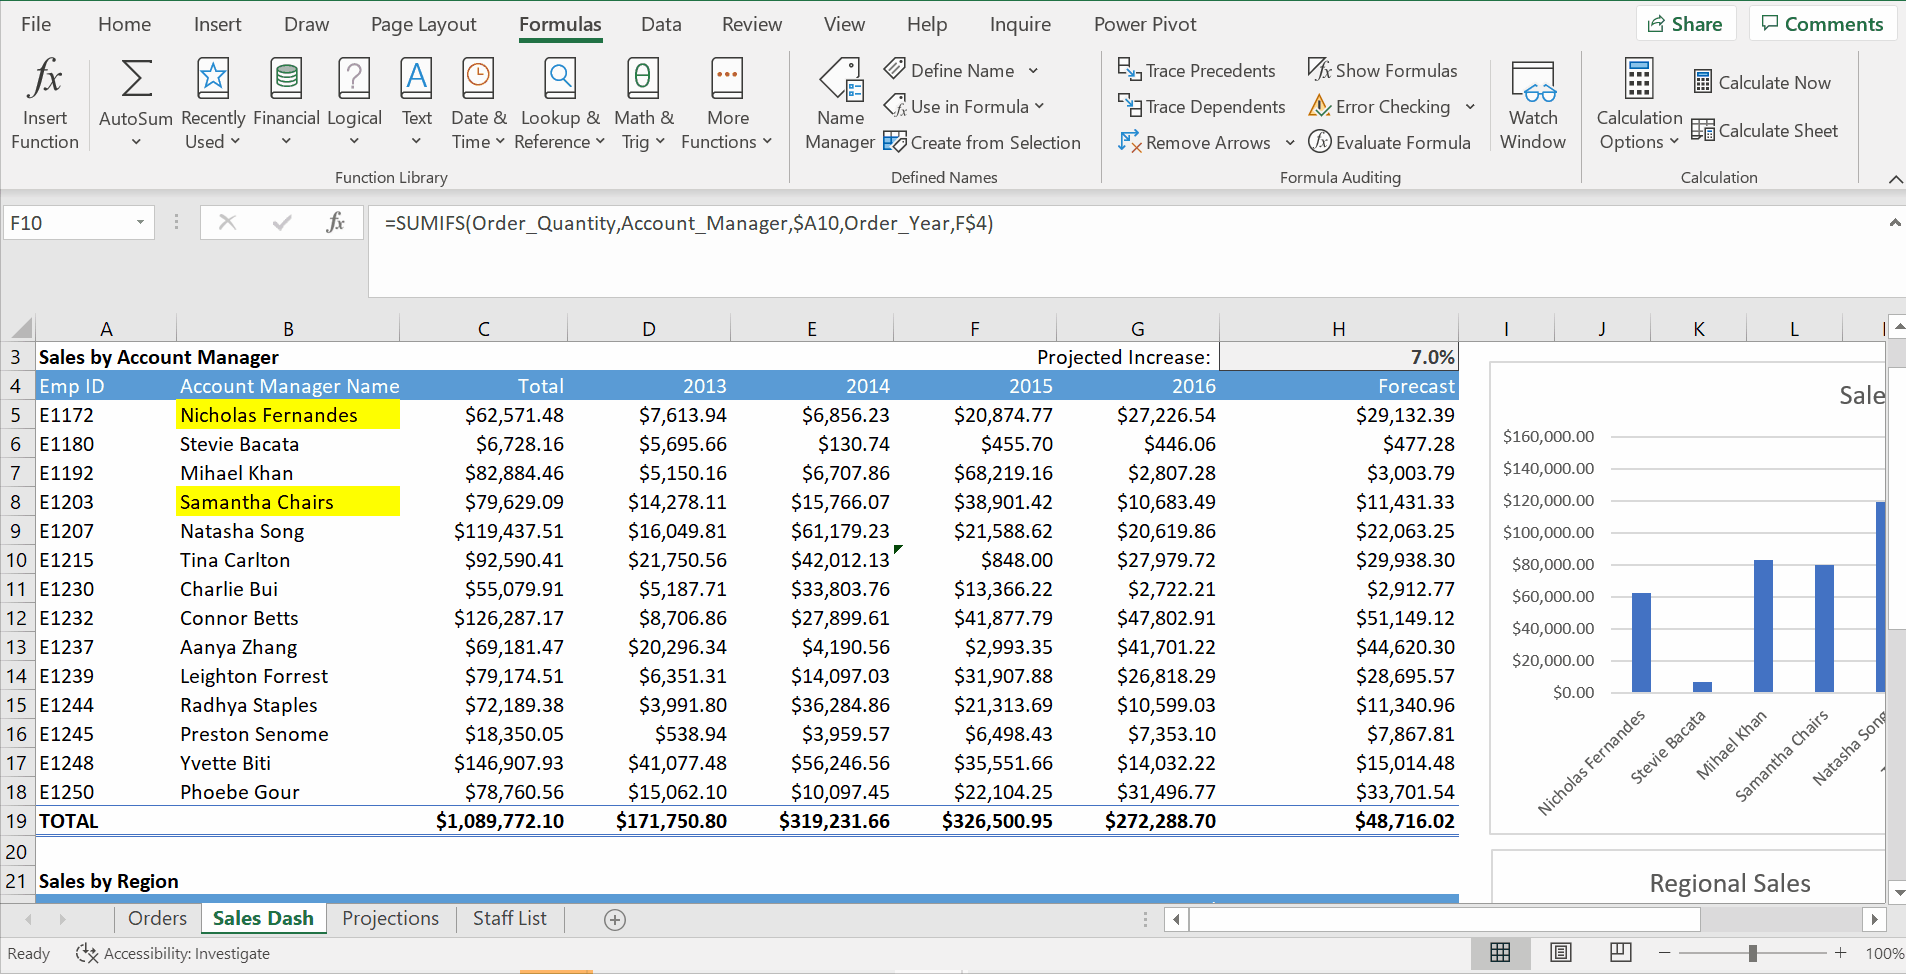 File Home Insert Draw Page Layout Formulas Data Review View Help Inquire Power Pivot Share Comments
fx Insert Function
AutoSum
Recently Used
Financial
Logical
Text
Date & Time
Lookup & Reference
Math & Trig
More Functions
Function Library
Name Manager
Define Name
Use in Formula
Create from Selection
Defined Names
Trace Precedents
Trace Dependents
Remove Arrows
Show Formulas
Error Checking
Evaluate Formula
Watch Window
Formula Auditing
Calculation Options
Calculate Now
Calculate Sheet
Calculation
F10 fx =SUMIFS(Order_Quantity,Account_Manager,$A10,Order_Year,F$4)
A B C D E F G H I J K L
3 Sales by Account Manager Projected Increase: 7.0%
4 Emp ID Account Manager Name Total 2013 2014 2015 2016 Forecast
5 E1172 Nicholas Fernandes $62,571.48 $7,613.94 $6,856.23 $20,874.77 $27,226.54 $29,132.39
6 E1180 Stevie Bacata $6,728.16 $5,695.66 $130.74 $455.70 $446.06 $477.28
7 E1192 Mihael Khan $82,884.46 $5,150.16 $6,707.86 $68,219.16 $2,807.28 $3,003.79
8 E1203 Samantha Chairs $79,629.09 $14,278.11 $15,766.07 $38,901.42 $10,683.49 $11,431.33
9 E1207 Natasha Song $119,437.51 $16,049.81 $61,179.23 $21,588.62 $20,619.86 $22,063.25
10 E1215 Tina Carlton $92,590.41 $21,750.56 $42,012.13 $848.00 $27,979.72 $29,938.30
11 E1230 Charlie Bui $55,079.91 $5,187.71 $33,803.76 $13,366.22 $2,722.21 $2,912.77
12 E1232 Connor Betts $126,287.17 $8,706.86 $27,899.61 $41,877.79 $47,802.91 $51,149.12
13 E1237 Aanya Zhang $69,181.47 $20,296.34 $4,190.56 $2,993.35 $41,701.22 $44,620.30
14 E1239 Leighton Forrest $79,174.51 $6,351.31 $14,097.03 $31,907.88 $26,818.29 $28,695.57
15 E1244 Radhya Staples $72,189.38 $3,991.80 $36,284.86 $21,313.69 $10,599.03 $11,340.96
16 E1245 Preston Senome $18,350.05 $538.94 $3,959.57 $6,498.43 $7,353.10 $7,867.81
17 E1248 Yvette Biti $146,907.93 $41,077.48 $56,246.56 $35,551.66 $14,032.22 $15,014.48
18 E1250 Phoebe Gour $78,760.56 $15,062.10 $10,097.45 $22,104.25 $31,496.77 $33,701.54
19 TOTAL $1,089,772.10 $171,750.80 $319,231.66 $326,500.95 $272,288.70 $48,716.02
20
21 Sales by Region
Sale
$160,000.00
$140,000.00
$120,000.00
$100,000.00
$80,000.00
$60,000.00
$40,000.00
$20,000.00
$0.00
Nicholas Fernandes
Stevie Bacata
Mihael Khan
Samantha Chairs
Natasha Song
Regional Sales
Orders Sales Dash Projections Staff List
Ready Accessibility: Investigate 100%